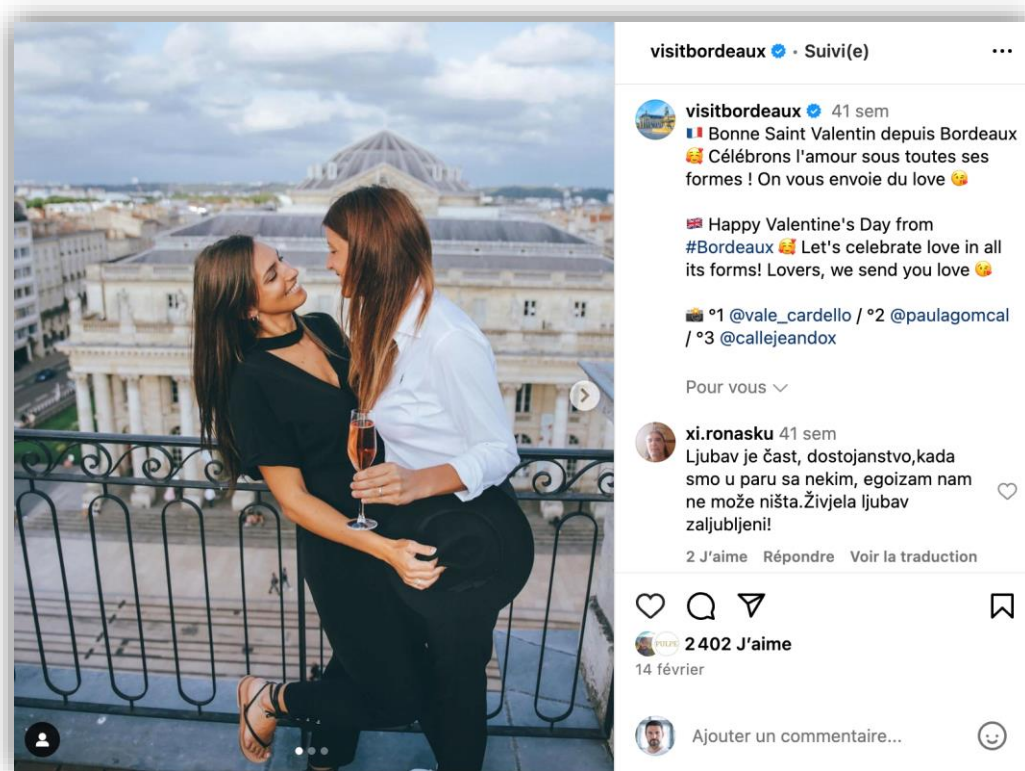 visitbordeaux • Suivi(e)
visitbordeaux 41 sem
🇫🇷 Bonne Saint Valentin depuis Bordeaux
🥰 Célébrons l'amour sous toutes ses
formes ! On vous envoie du love 😘
🇬🇧 Happy Valentine's Day from
#Bordeaux 🥰 Let's celebrate love in all
its forms! Lovers, we send you love 😘
📸 °1 @vale_cardello / °2 @paulagomcal
/ °3 @callejeandox
Pour vous
xi.ronasku 41 sem
Ljubav je čast, dostojanstvo,kada
smo u paru sa nekim, egoizam nam
ne može ništa.Živjela ljubav
zaljubljeni!
2 J'aime Répondre Voir la traduction
2 402 J'aime
14 février
Ajouter un commentaire...